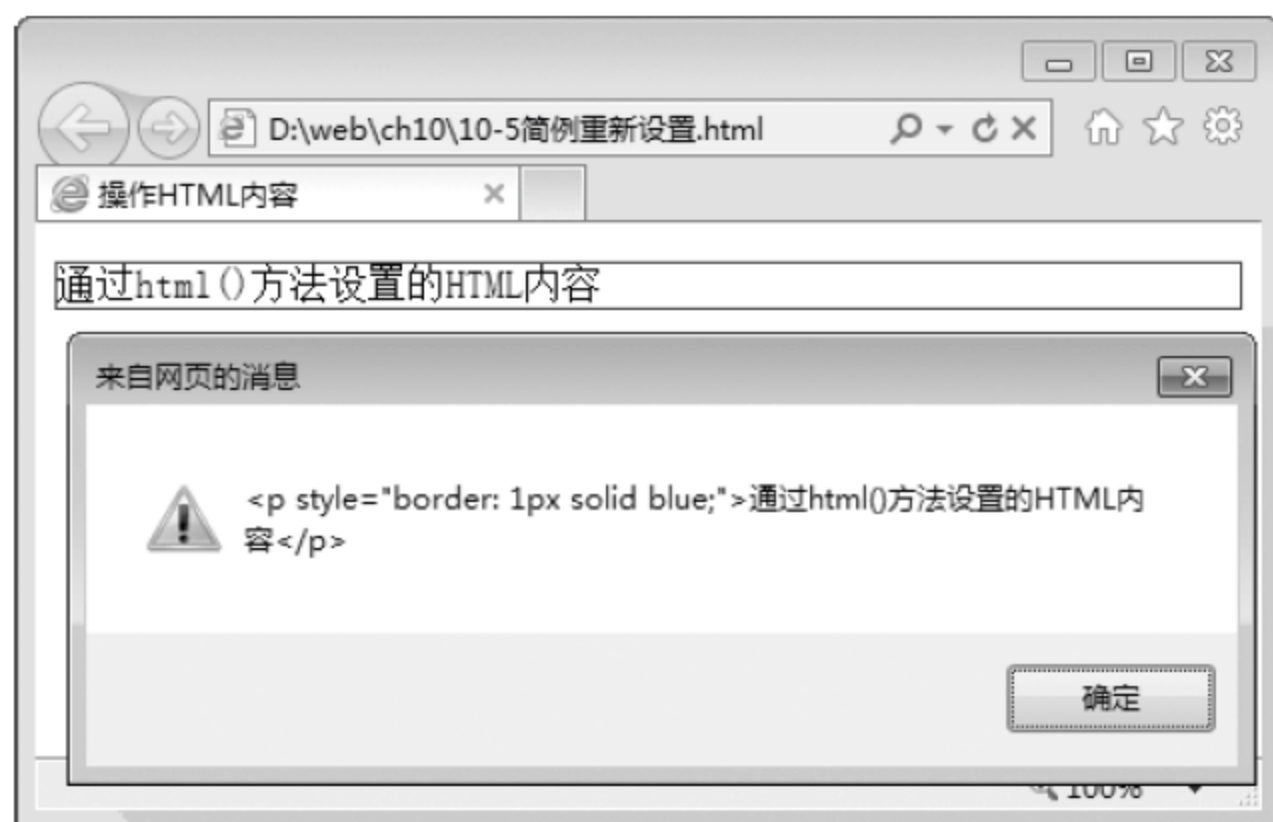 D:\web\ch10\10-5简例重新设置.html
操作HTML内容
通过html()方法设置的HTML内容
来自网页的消息
<p style="border: 1px solid blue;">通过html()方法设置的HTML内
容</p>
确定
100%